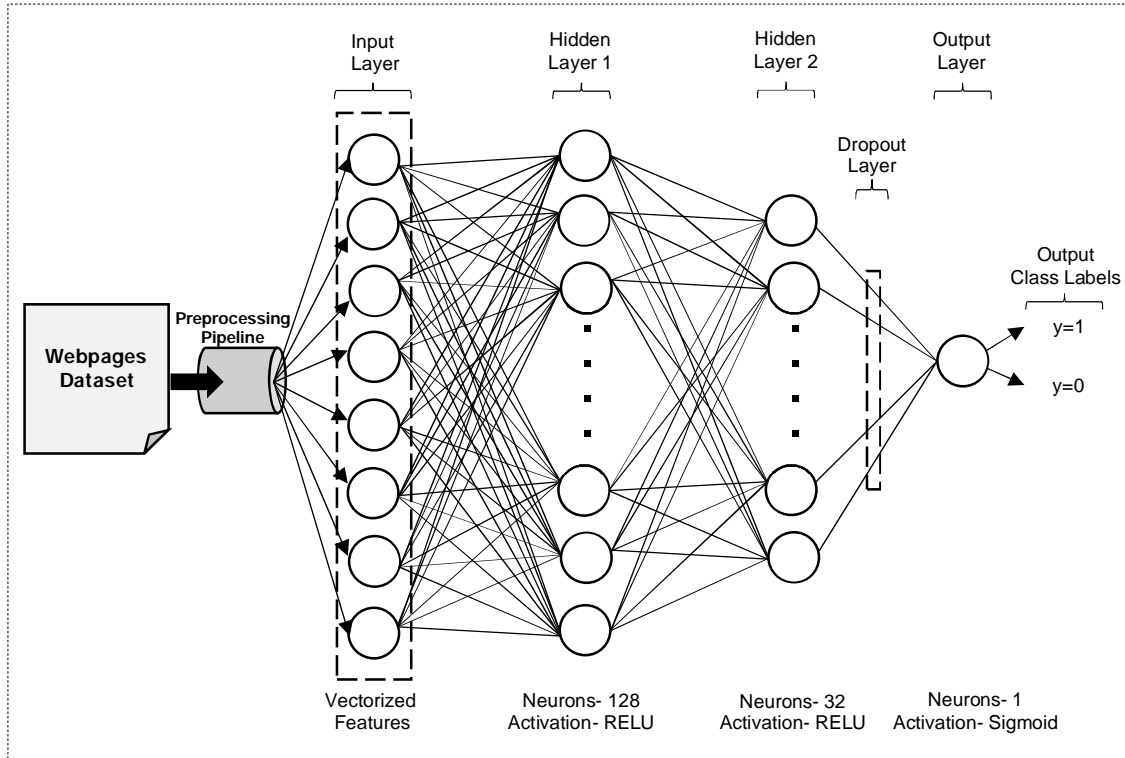 Input
Layer
Hidden
Layer 1
Hidden
Layer 2
Output
Layer
Dropout
Layer
Output
Class Labels
y=1
y=0
Preprocessing
Pipeline
Webpages
Dataset
Vectorized
Features
Neurons- 128
Activation- RELU
Neurons- 32
Activation- RELU
Neurons- 1
Activation- Sigmoid